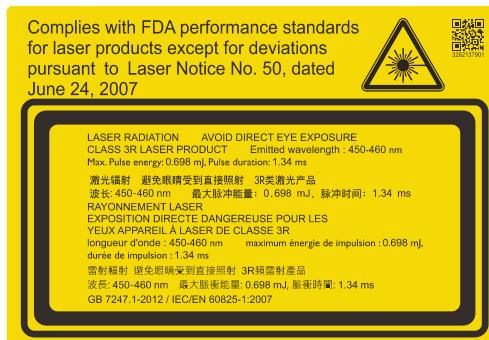 Complies with FDA performance standards
for laser products except for deviations
pursuant to Laser Notice No. 50, dated
June 24, 2007
3262137901
LASER RADIATION AVOID DIRECT EYE EXPOSURE
CLASS 3R LASER PRODUCT Emitted wavelength : 450-460 nm
Max. Pulse energy: 0.698 mJ, Pulse duration: 1.34 ms
激光辐射 避免眼睛受到直接照射 3R类激光产品
波长: 450-460 nm 最大脉冲能量: 0.698 mJ, 脉冲时间: 1.34 ms
RAYONNEMENT LASER
EXPOSITION DIRECTE DANGEREUSE POUR LES
YEUX APPAREIL À LASER DE CLASSE 3R
longueur d'onde : 450-460 nm maximum énergie de impulsion : 0.698 mJ,
durée de impulsion : 1.34 ms
雷射輻射 避免眼睛受到直接照射 3R類雷射產品
波長: 450-460 nm 最大脈衝能量: 0.698 mJ, 脈衝時間: 1.34 ms
GB 7247.1-2012 / IEC/EN 60825-1:2007